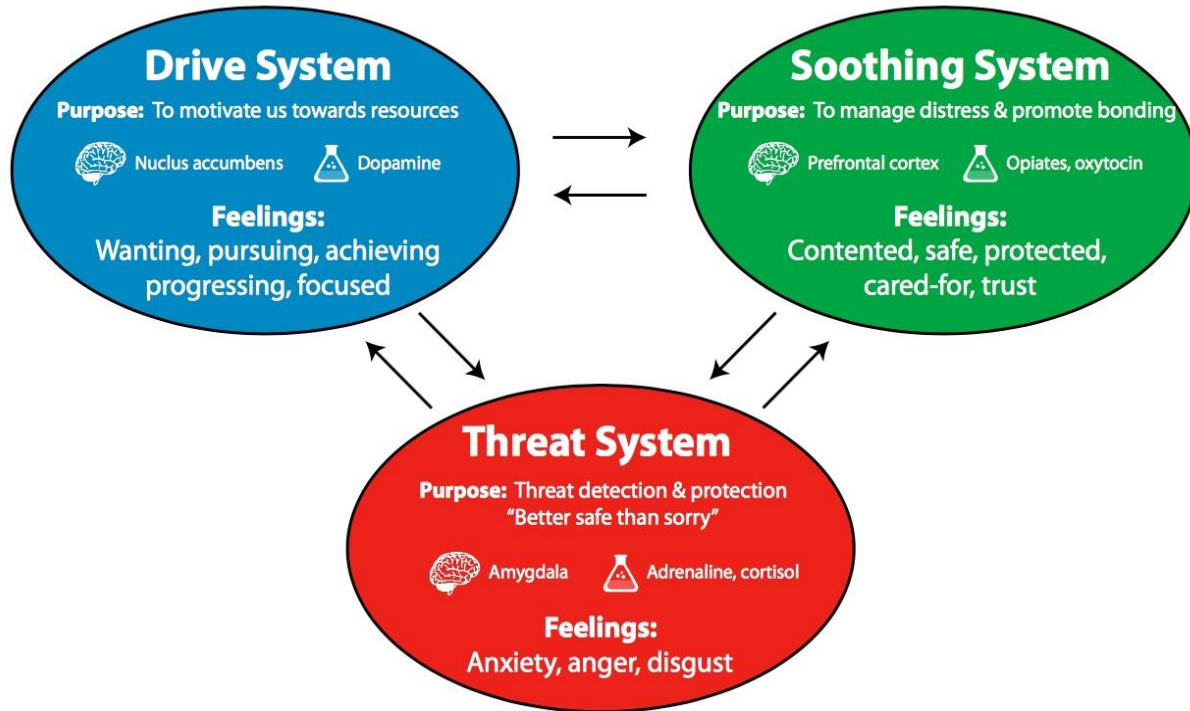 Drive System
Purpose: To motivate us towards resources
Nuclus accumbens
Dopamine
Feelings:
Wanting, pursuing, achieving
progressing, focused
Soothing System
Purpose: To manage distress & promote bonding
Prefrontal cortex
Opiates, oxytocin
Feelings:
Contented, safe, protected,
cared-for, trust
Threat System
Purpose: Threat detection & protection
“Better safe than sorry”
Amygdala
Adrenaline, cortisol
Feelings:
Anxiety, anger, disgust